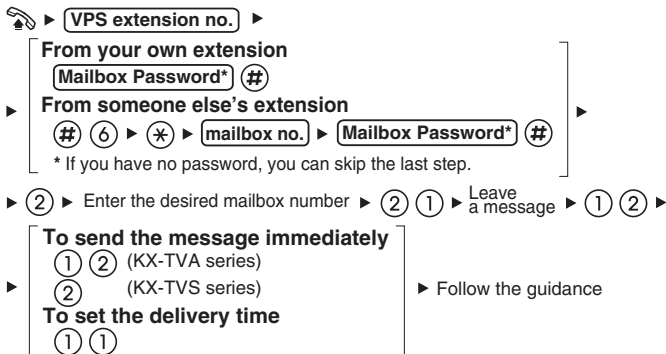 VPS extension no.
From your own extension
Mailbox Password* #
From someone else's extension
# 6 * mailbox no. Mailbox Password* #
* If you have no password, you can skip the last step.
2 Enter the desired mailbox number 2 1 Leave a message 1 2
To send the message immediately
1 2 (KX-TVA series)
2 (KX-TVS series)
Follow the guidance
To set the delivery time
1 1